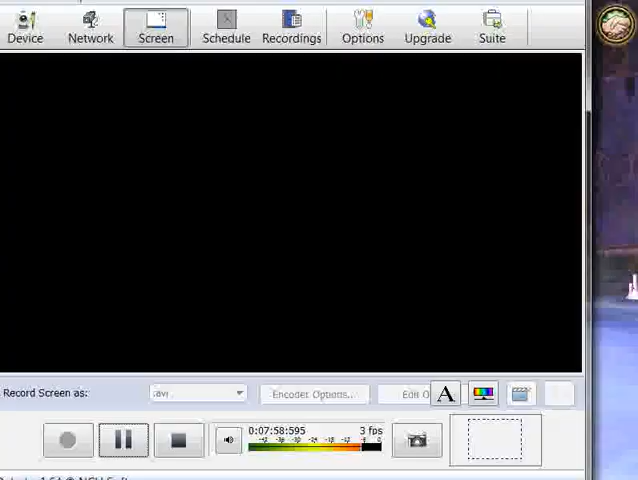 Device Network Screen Schedule Recordings Options Upgrade Suite
Record Screen as: .avi Encoder Options... Edit O A
0:07:58:595 3 fps